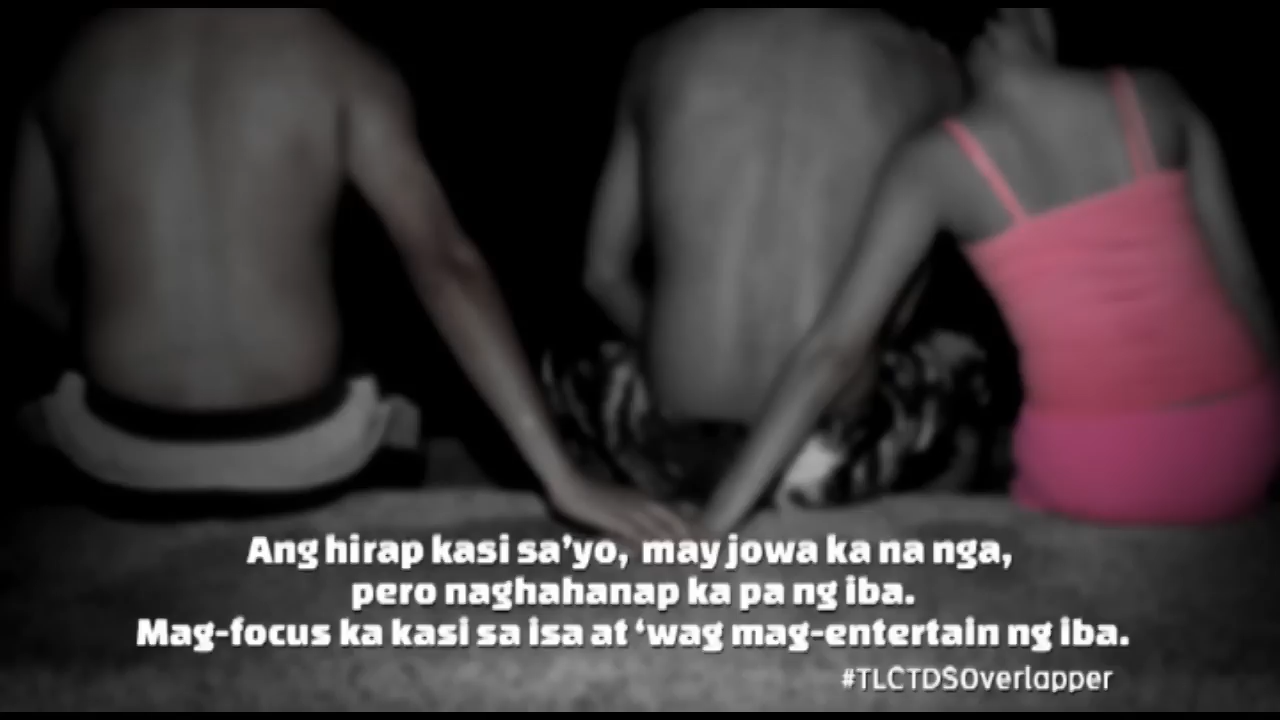 Ang hirap kasi sa'yo, may jowa ka na nga,
pero naghahanap ka pa ng iba.
Mag-focus ka kasi sa isa at ‘wag mag-entertain ng iba.
#TLCTDSOverlapper